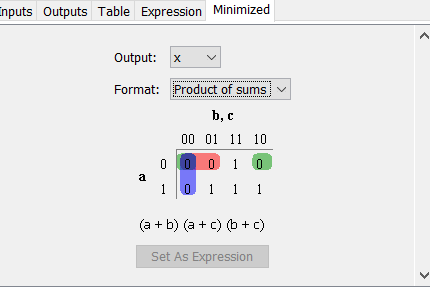 Inputs Outputs Table Expression Minimized
Output: x
Format: Product of sums
b, c
00 01 11 10
0 0 0 1 0
a
1 0 1 1 1
(a + b) (a + c) (b + c)
Set As Expression